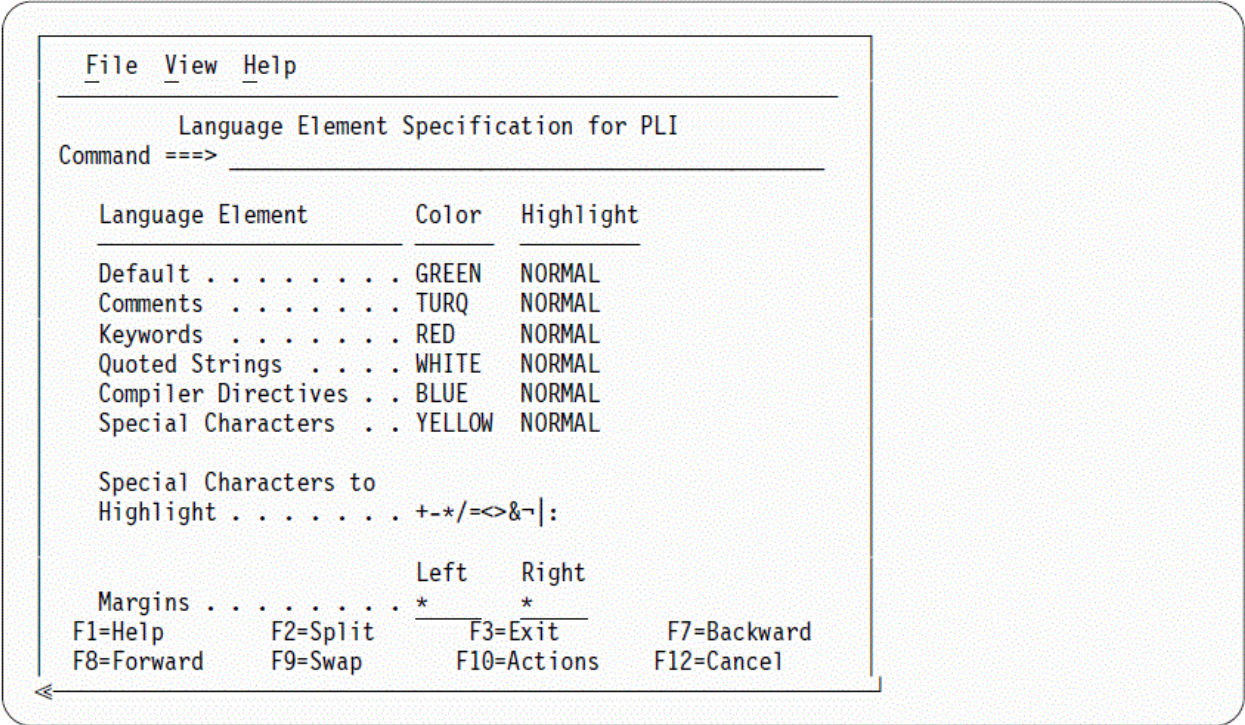 File View Help
Language Element Specification for PLI
Command ===> 
Language Element Color Highlight
Default . . . . . . . . GREEN NORMAL
Comments . . . . . . . TURQ NORMAL
Keywords . . . . . . . RED NORMAL
Quoted Strings . . . . WHITE NORMAL
Compiler Directives . . BLUE NORMAL
Special Characters . . YELLOW NORMAL
Special Characters to
Highlight . . . . . . . +-*/=<>&¬|:
Left Right
Margins . . . . . . . . * *
F1=Help F2=Split F3=Exit F7=Backward
F8=Forward F9=Swap F10=Actions F12=Cancel